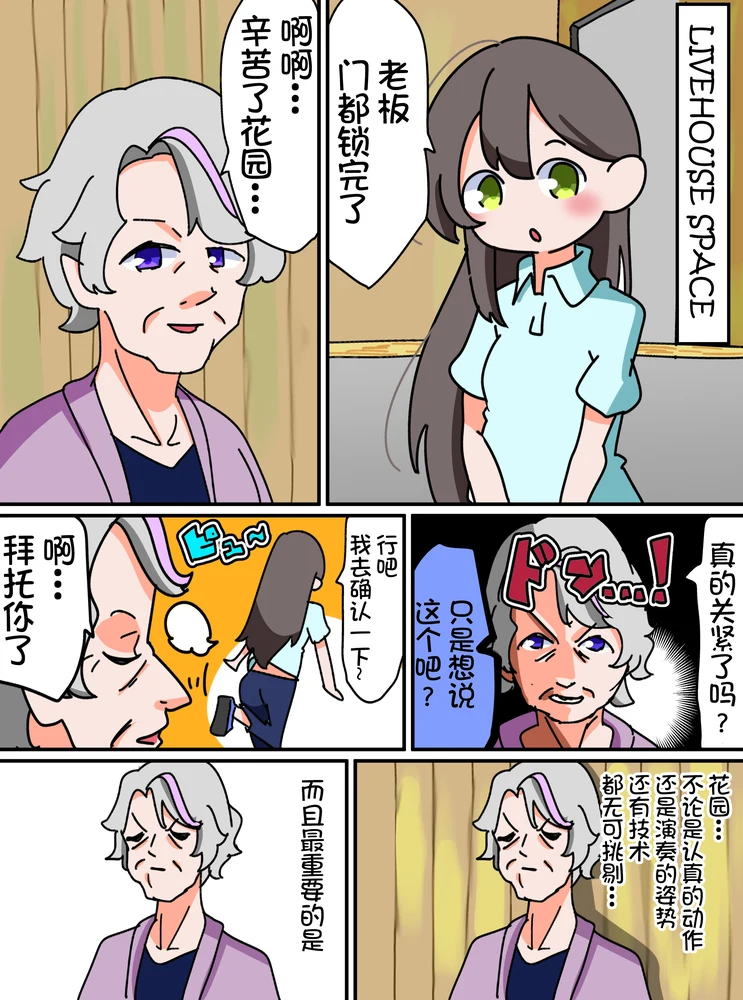 LIVEHOUSE SPACE
老板
门都锁完了
啊啊…
辛苦了花园…
真的关紧了吗?
ドン…!
只是想说
这个吧?
行吧
我去确认一下~
ピュ~
啊…
拜托你了
花园…
不论是认真的动作
还是演奏的姿势
还有技术
都无可挑剔…
而且最重要的是